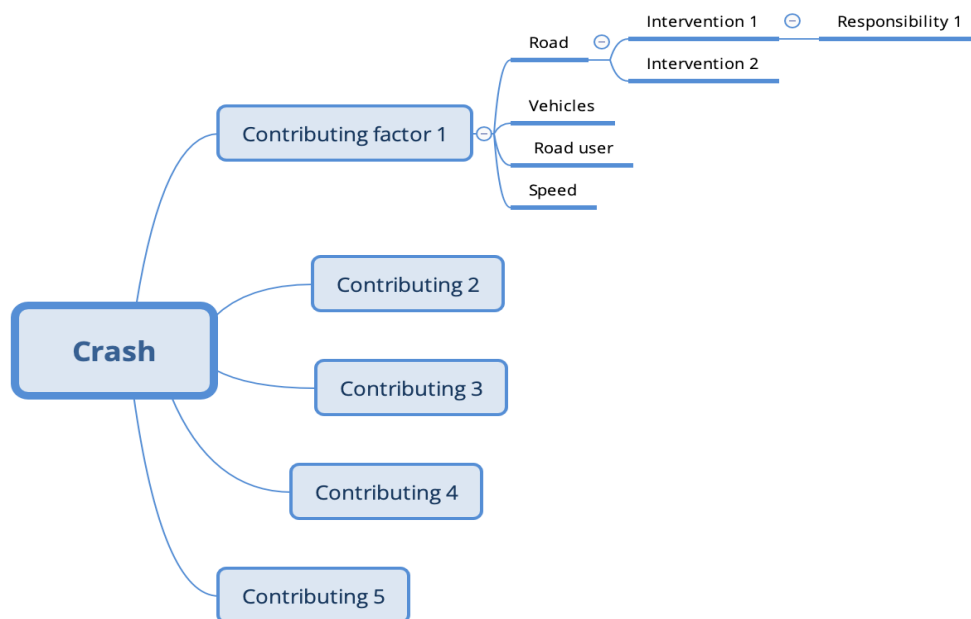 Crash
Contributing factor 1
Road
Intervention 1
Responsibility 1
Intervention 2
Vehicles
Road user
Speed
Contributing 2
Contributing 3
Contributing 4
Contributing 5